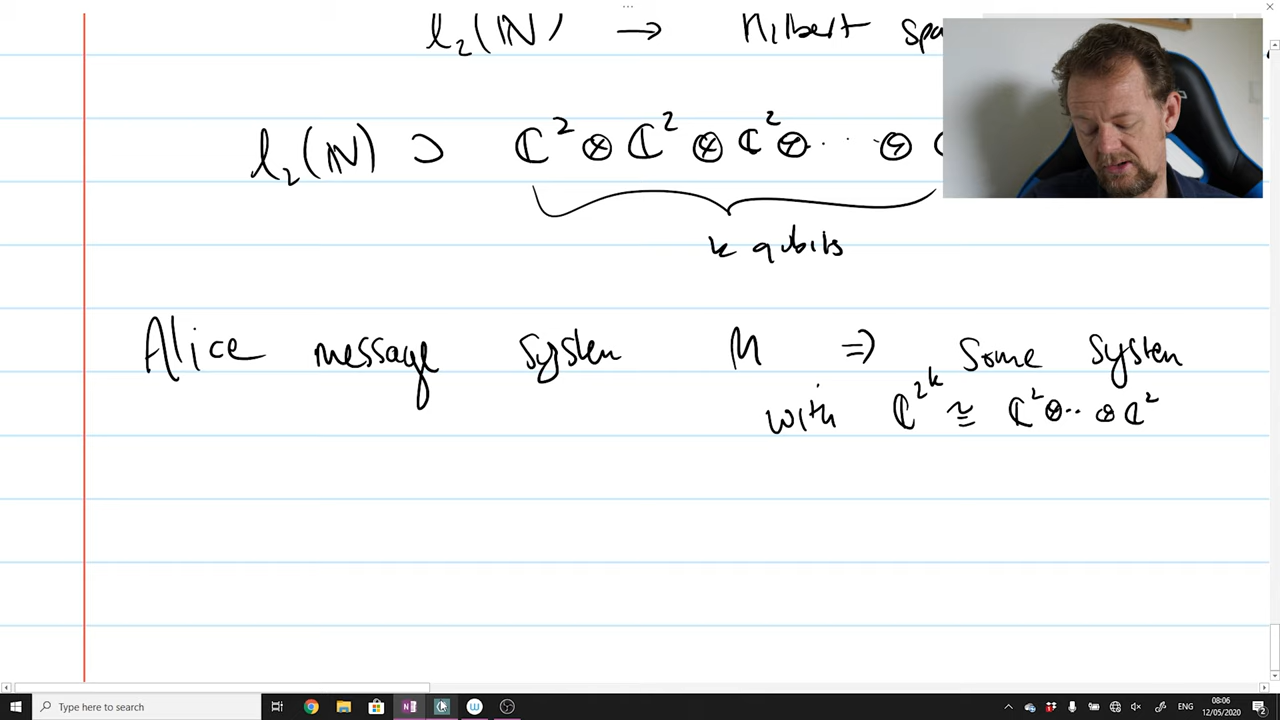 l₂(ℕ) → Hilbert spa
l₂(ℕ) ⊃ ℂ² ⊗ ℂ² ⊗ ℂ² ⊗ ⋯ ⊗ ℂ
k qubits
Alice message system M ⇒ some system
with ℂ^{2^k} ≅ ℂ² ⊗ ⋯ ⊗ ℂ²
Type here to search
ENG
08:06
12/05/2020
2